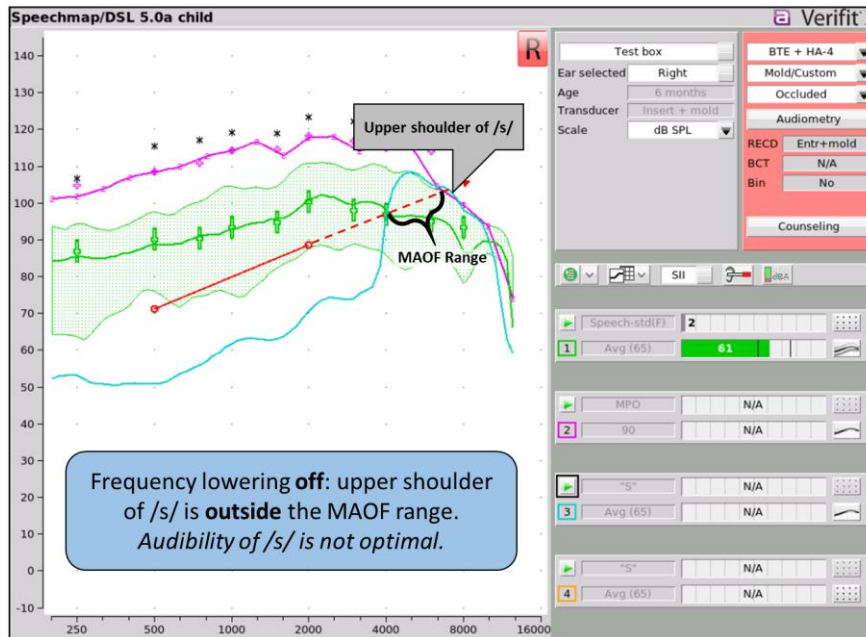 Speechmap/DSL 5.0a child
a Verifit
R
140
130
120
110
100
90
80
70
60
50
40
30
20
10
0
-10
250
500
1000
2000
4000
8000
16000
Upper shoulder of /s/
MAOF Range
Frequency lowering off: upper shoulder
of /s/ is outside the MAOF range.
Audibility of /s/ is not optimal.
Test box
Ear selected Right
Age 6 months
Transducer Insert + mold
Scale dB SPL
BTE + HA-4
Mold/Custom
Occluded
Audiometry
RECD Entr+mold
BCT N/A
Bin No
Counseling
SII
dBA
Speech-std(F) 2
1 Avg (65) 61
MPO N/A
2 90 N/A
"S" N/A
3 Avg (65) N/A
"S" N/A
4 Avg (65) N/A